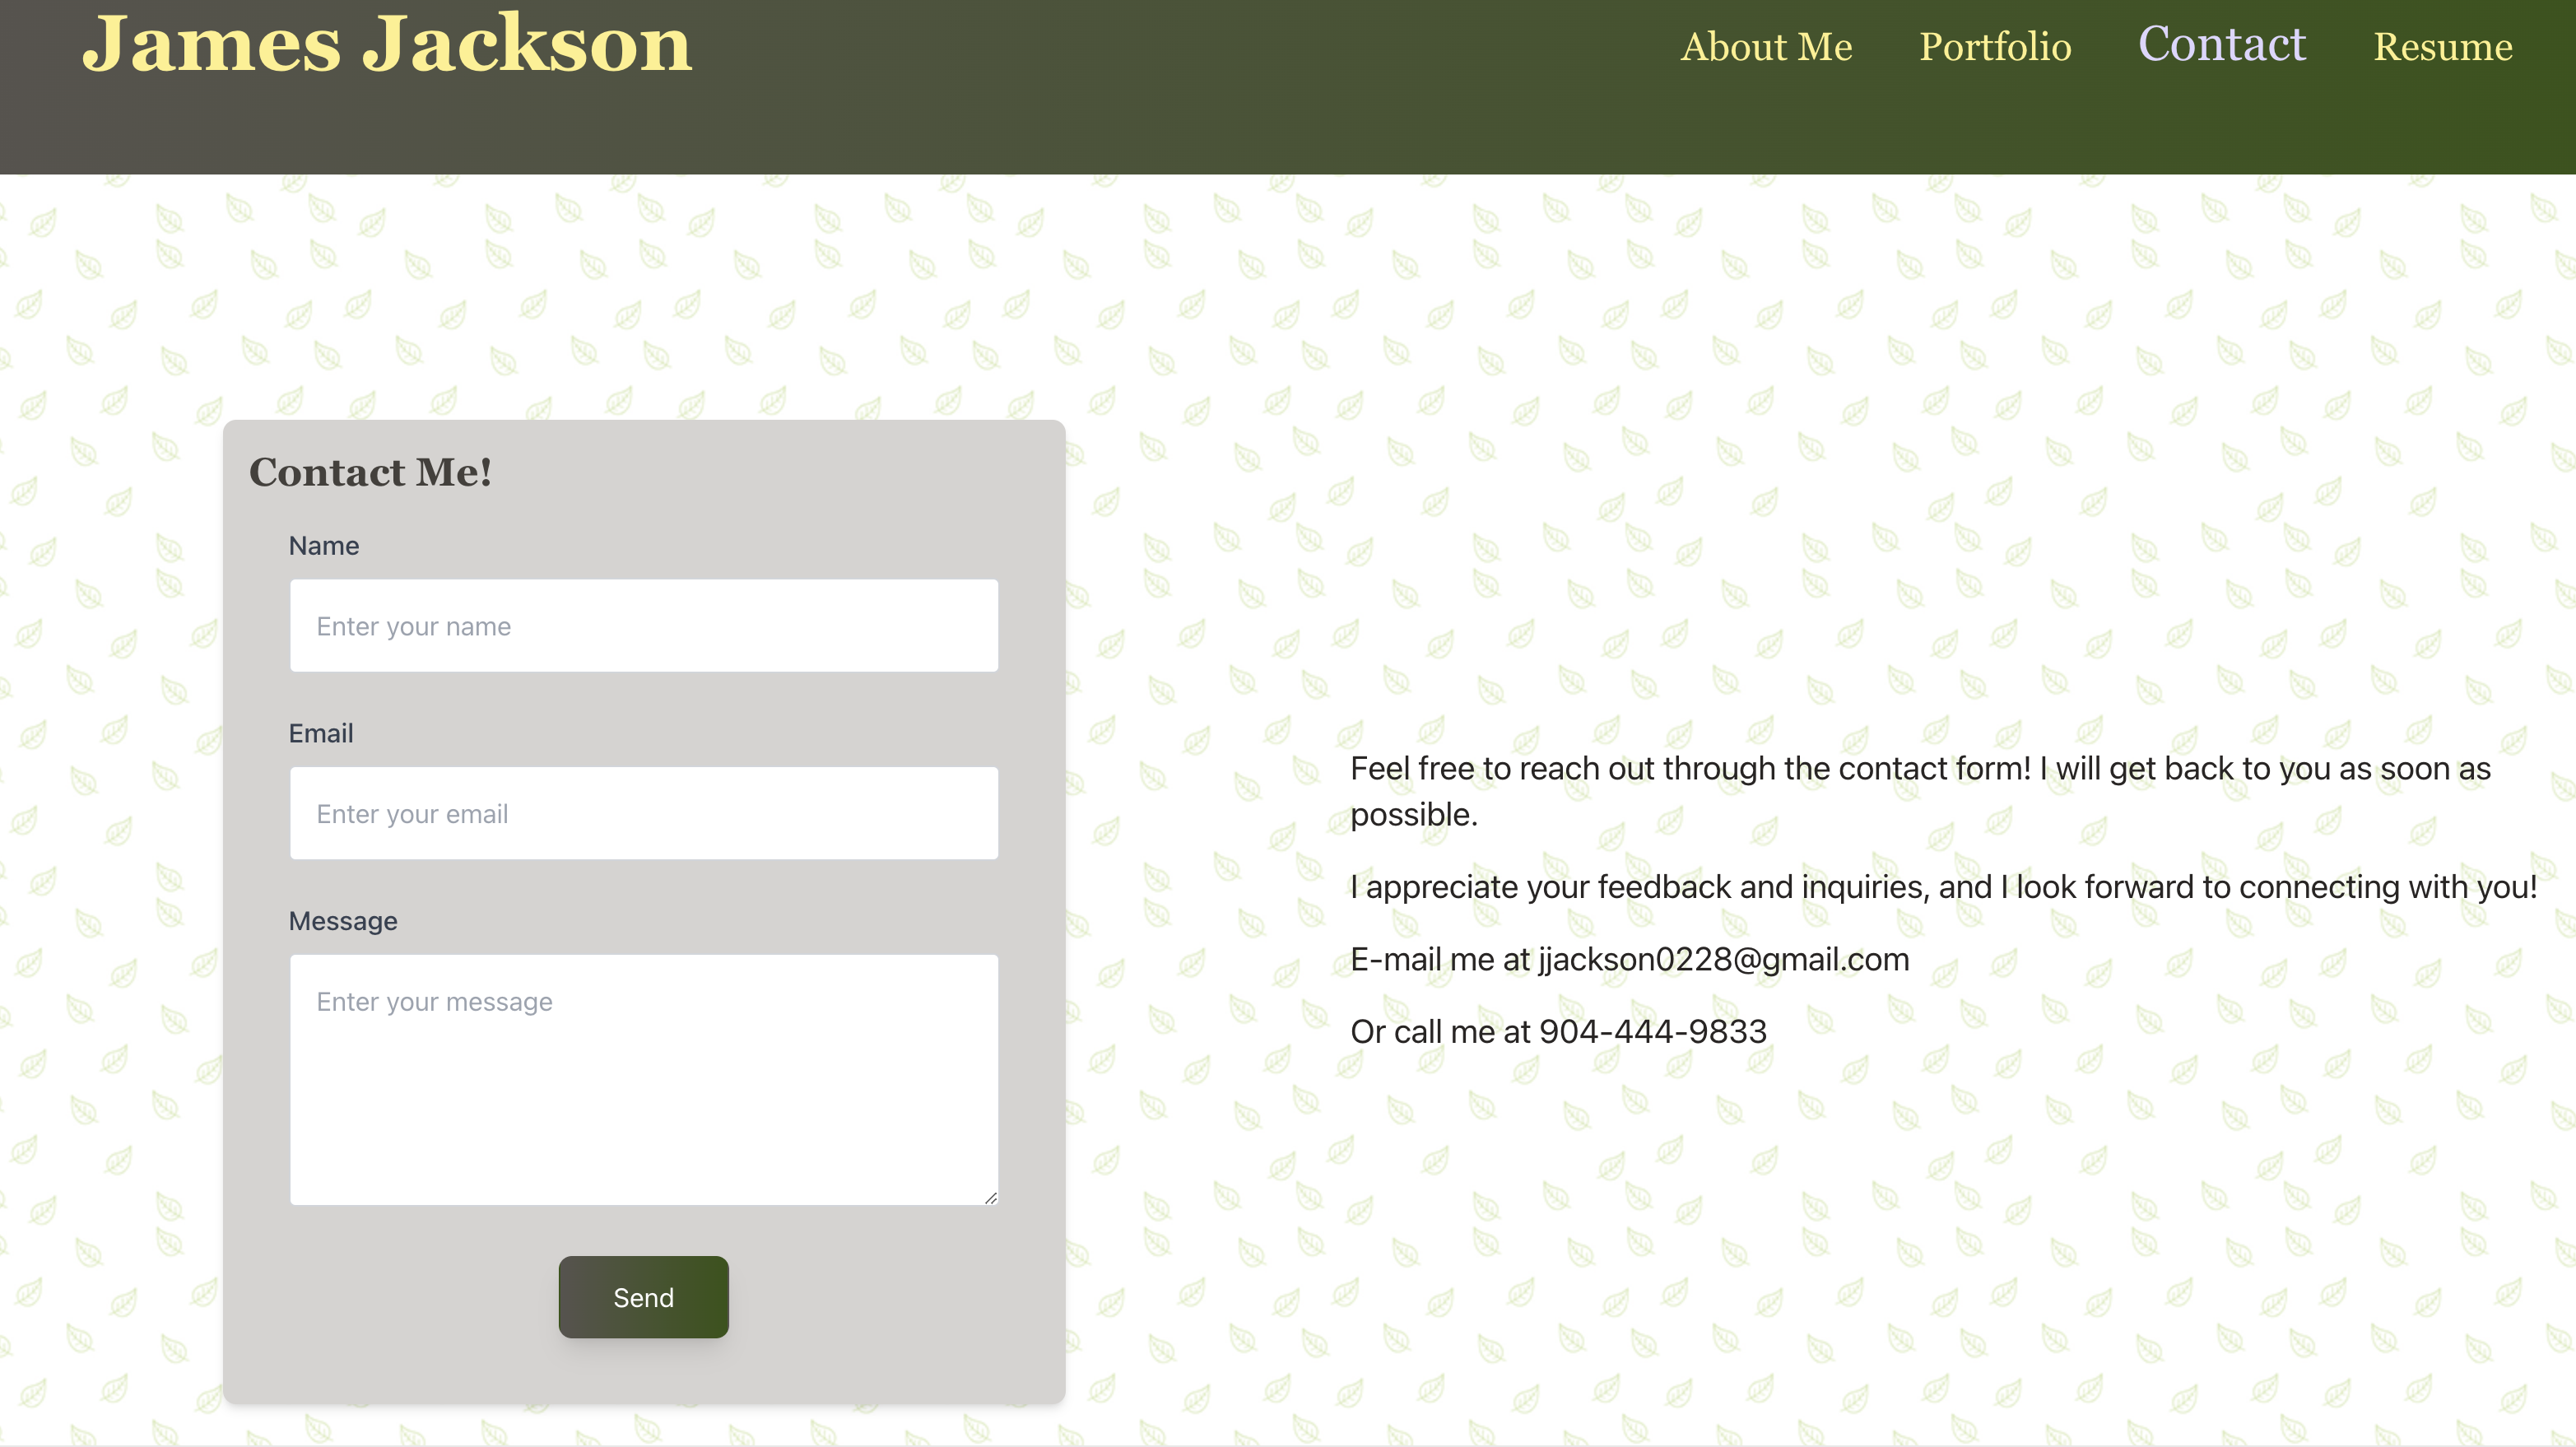 James Jackson
About Me
Portfolio
Contact
Resume
Contact Me!
Name
Enter your name
Email
Enter your email
Message
Enter your message
Send
Feel free to reach out through the contact form! I will get back to you as soon as
possible.
I appreciate your feedback and inquiries, and I look forward to connecting with you!
E-mail me at jjackson0228@gmail.com
Or call me at 904-444-9833